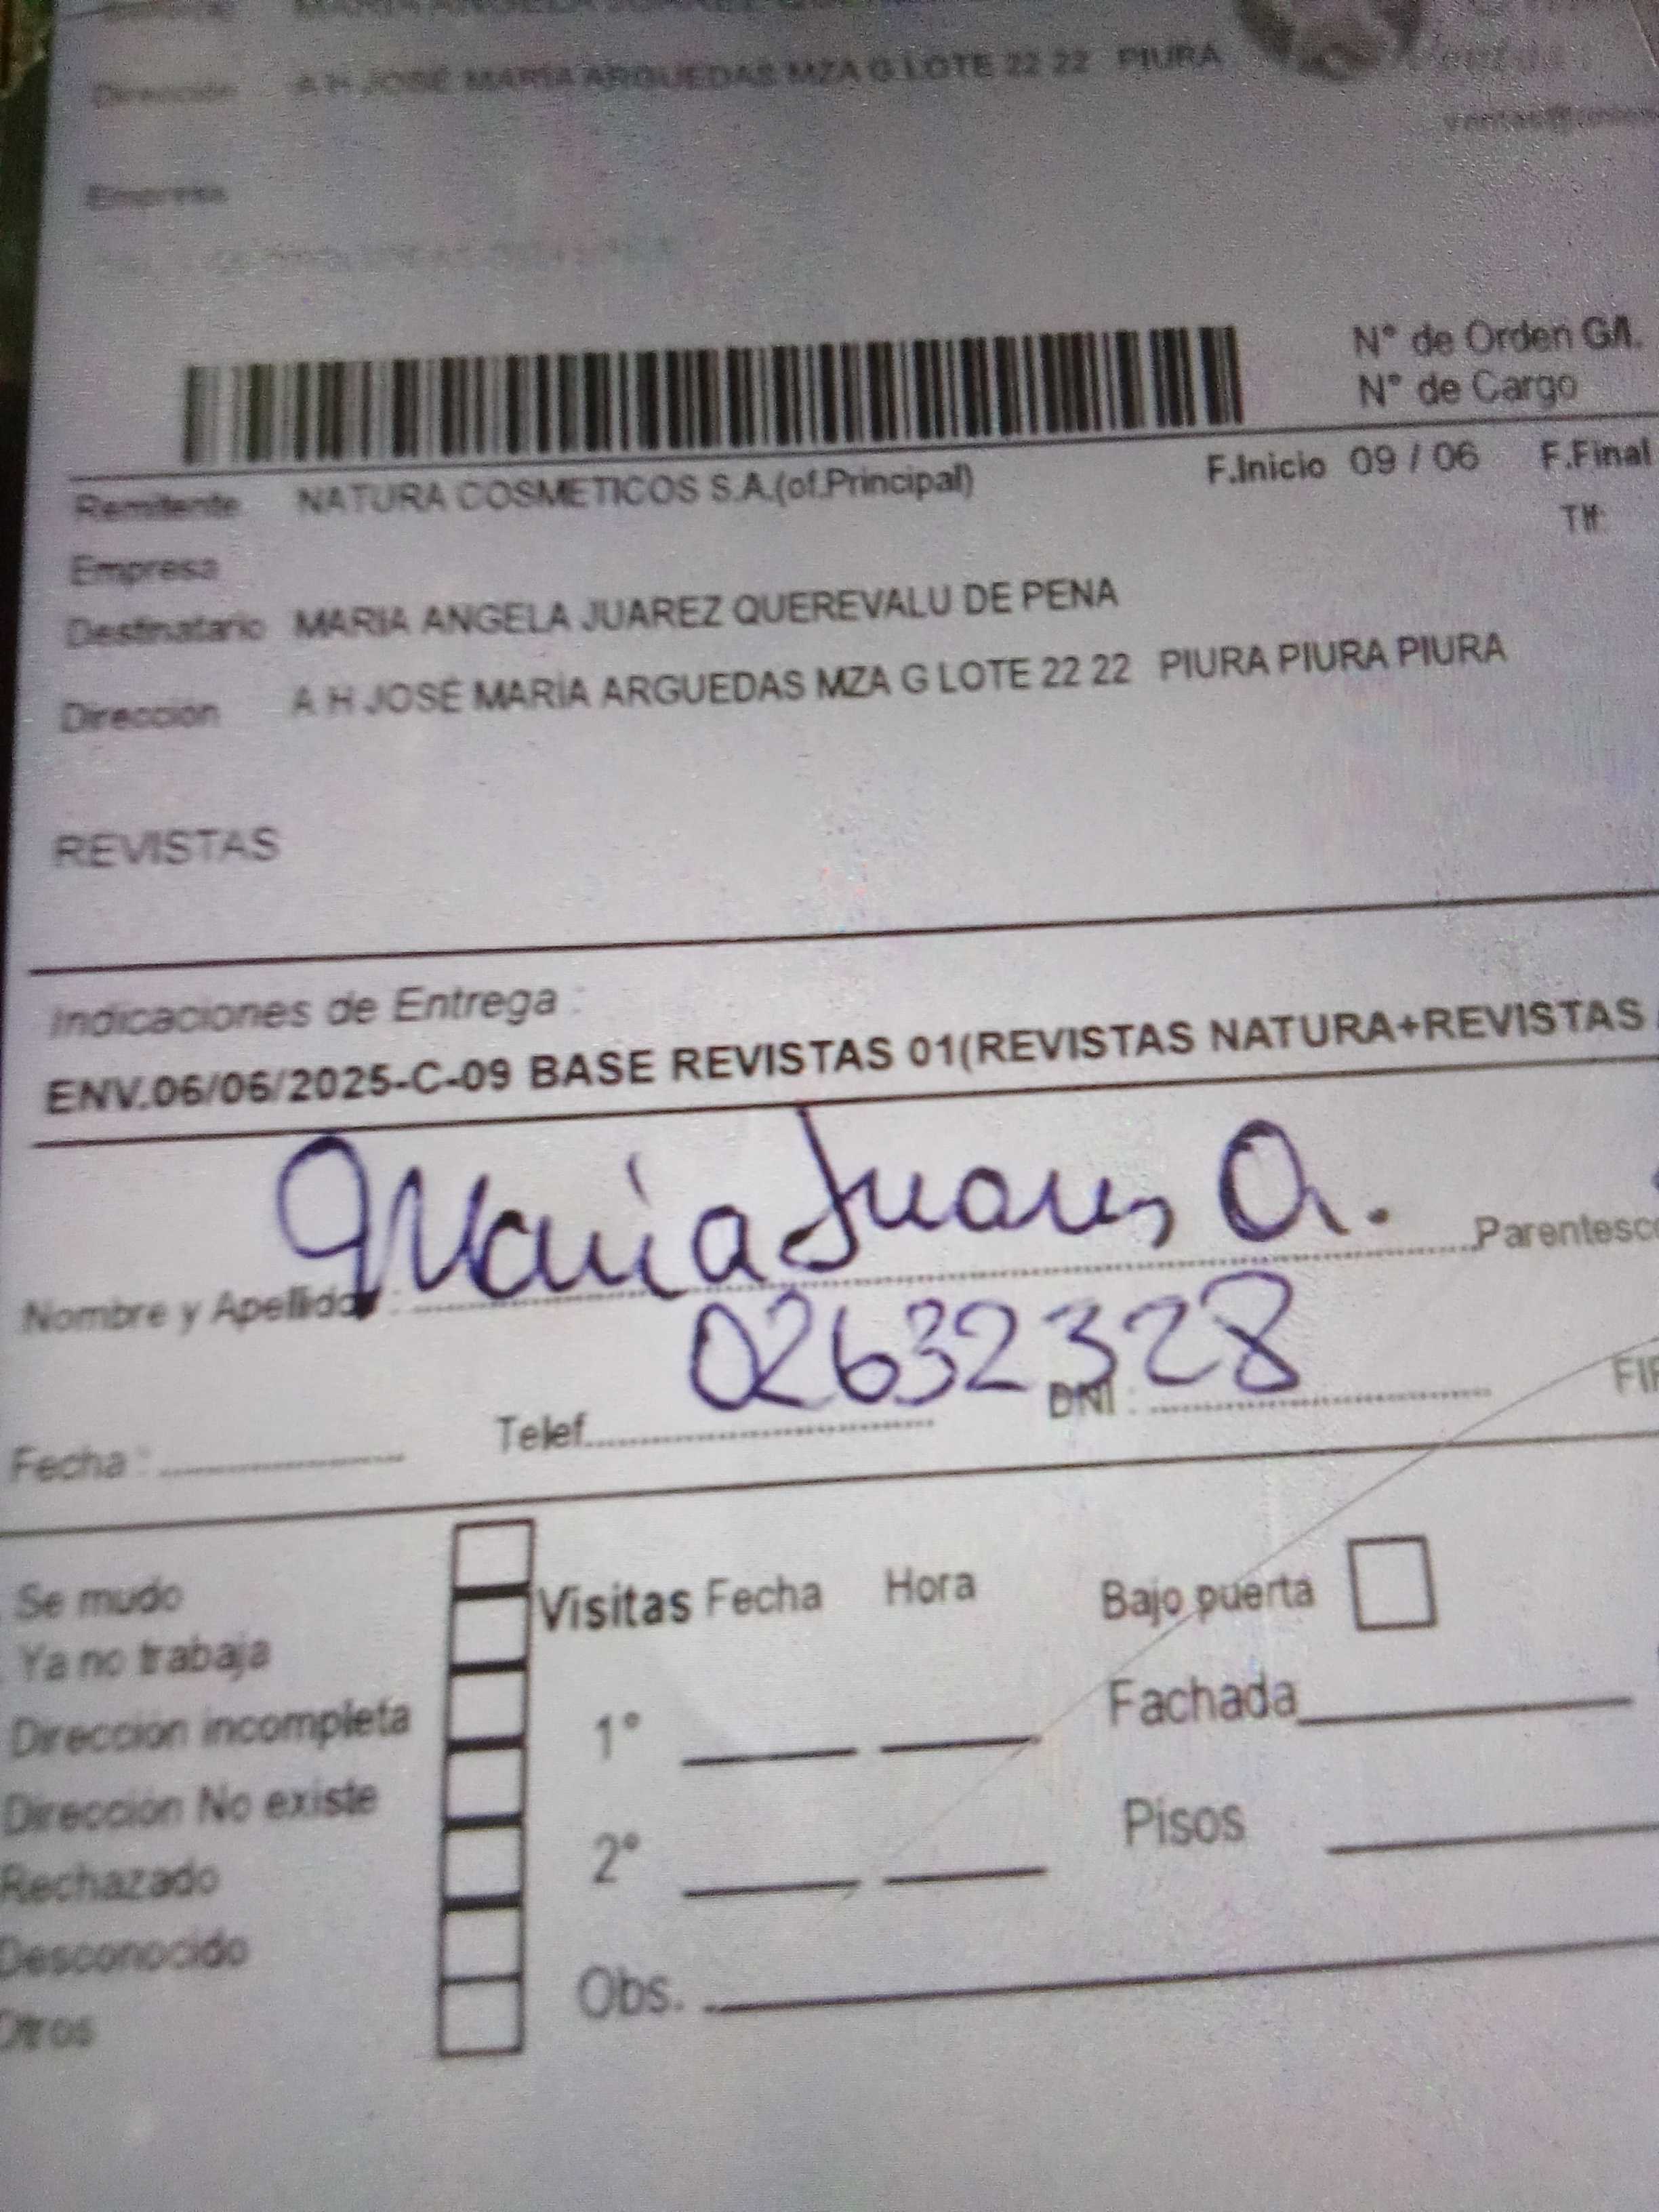 Dirección A H JOSÉ MARÍA ARGUEDAS MZA G LOTE 22 22 PIURA
Empresa
N° de Orden G/I.
N° de Cargo
Remitente NATURA COSMETICOS S.A.(of.Principal) F.Inicio 09 / 06 F.Final
Tlf:
Empresa
Destinatario MARIA ANGELA JUAREZ QUEREVALU DE PENA
Dirección A H JOSÉ MARÍA ARGUEDAS MZA G LOTE 22 22 PIURA PIURA PIURA
REVISTAS
Indicaciones de Entrega :
ENV.06/06/2025-C-09 BASE REVISTAS 01(REVISTAS NATURA+REVISTAS
Maria Juarez Q.
Nombre y Apellidos : Parentesco
02632328
Fecha : Telef. DNI :
Se mudo
Visitas Fecha Hora Bajo puerta
Ya no trabaja
Dirección incompleta 1° Fachada
Dirección No existe
2° Pisos
Rechazado
Desconocido
Obs.
Otros